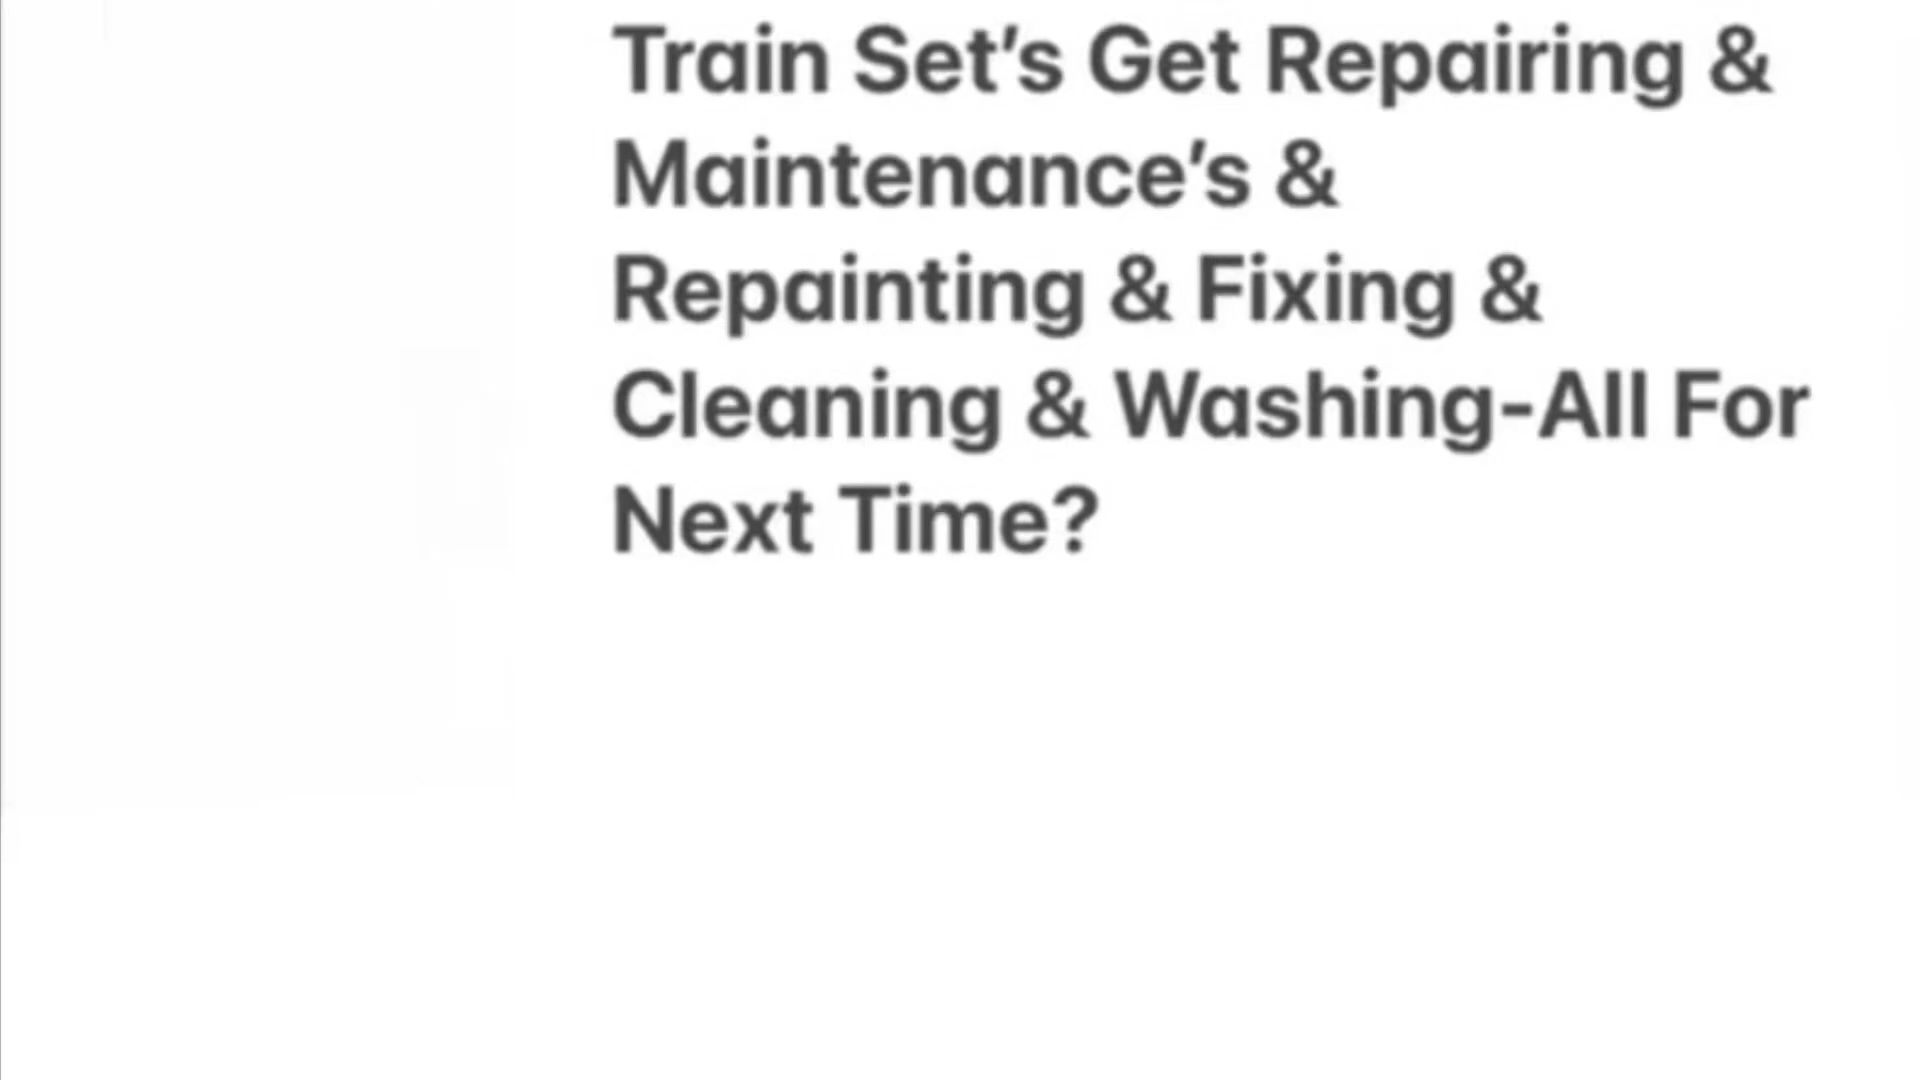 Train Set’s Get Repairing &
Maintenance’s &
Repainting & Fixing &
Cleaning & Washing-All For
Next Time?